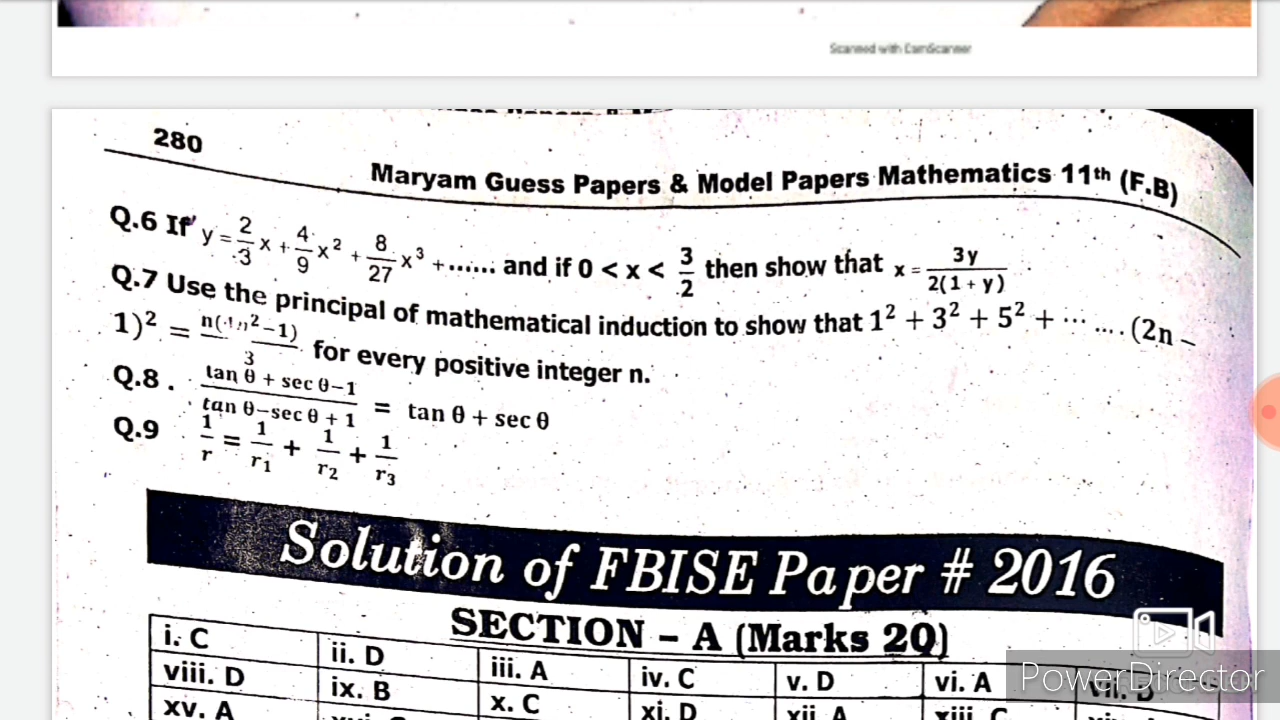 Scanned with CamScanner
280
Maryam Guess Papers & Model Papers Mathematics 11th (F.B)
Q.6 If y = 2/3 x + 4/9 x² + 8/27 x³ + ...... and if 0 < x < 3/2 then show that x = 3y / 2(1 + y)
Q.7 Use the principal of mathematical induction to show that 1² + 3² + 5² + ··· .... (2n –
1)² = n( n²−1) / 3 for every positive integer n.
Q.8 . tan θ + sec θ−1 / tan θ−sec θ + 1 = tan θ + sec θ
Q.9 1/r = 1/r₁ + 1/r₂ + 1/r₃
Solution of FBISE Paper # 2016
SECTION – A (Marks 20)
i. C ii. D iii. A iv. C v. D vi. A vii. B
viii. D ix. B x. C xi. D xii. A xiii. C
xv. A
PowerDirector